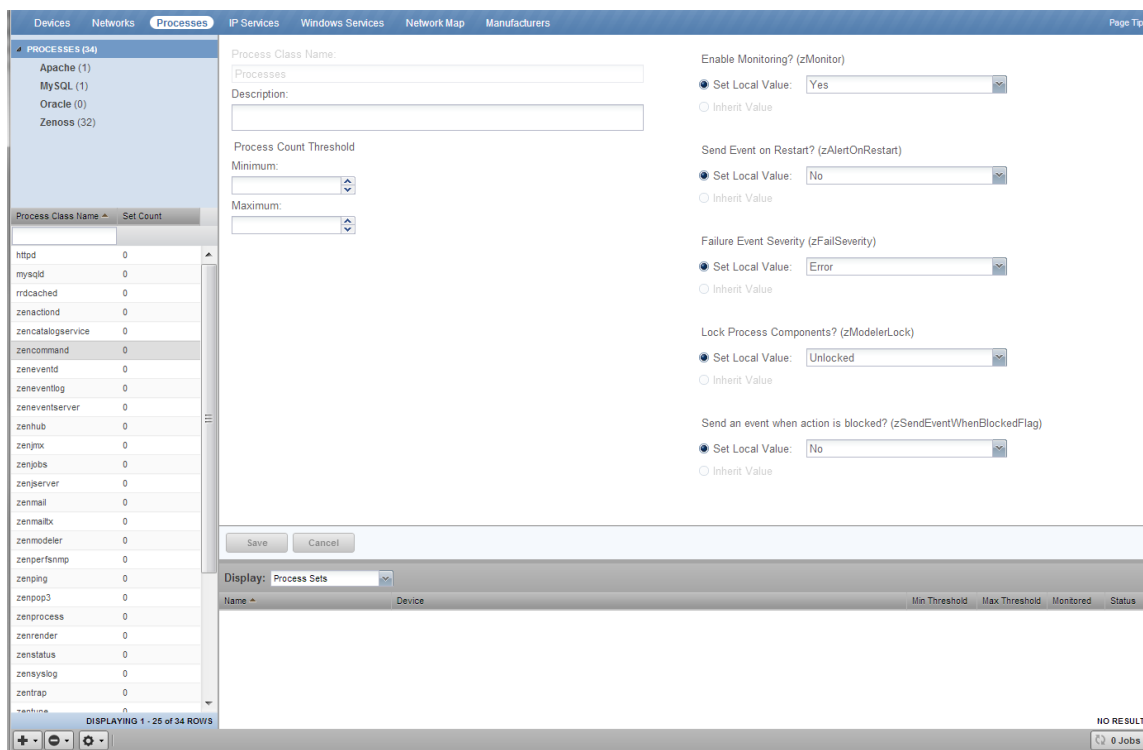 Devices Networks Processes IP Services Windows Services Network Map Manufacturers Page Tip
PROCESSES (34)
Apache (1)
MySQL (1)
Oracle (0)
Zenoss (32)
Process Class Name Set Count
httpd 0
mysqld 0
rrdcached 0
zenactiond 0
zencatalogservice 0
zencommand 0
zeneventd 0
zeneventlog 0
zeneventserver 0
zenhub 0
zenjmx 0
zenjobs 0
zenjserver 0
zenmail 0
zenmailtx 0
zenmodeler 0
zenperfsnmp 0
zenping 0
zenpop3 0
zenprocess 0
zenrender 0
zenstatus 0
zensyslog 0
zentrap 0
DISPLAYING 1 - 25 of 34 ROWS
Process Class Name:
Processes
Description:
Process Count Threshold
Minimum:
Maximum:
Enable Monitoring? (zMonitor)
Set Local Value: Yes
Inherit Value
Send Event on Restart? (zAlertOnRestart)
Set Local Value: No
Inherit Value
Failure Event Severity (zFailSeverity)
Set Local Value: Error
Inherit Value
Lock Process Components? (zModelerLock)
Set Local Value: Unlocked
Inherit Value
Send an event when action is blocked? (zSendEventWhenBlockedFlag)
Set Local Value: No
Inherit Value
Save Cancel
Display: Process Sets
Name Device Min Threshold Max Threshold Monitored Status
NO RESULT
0 Jobs